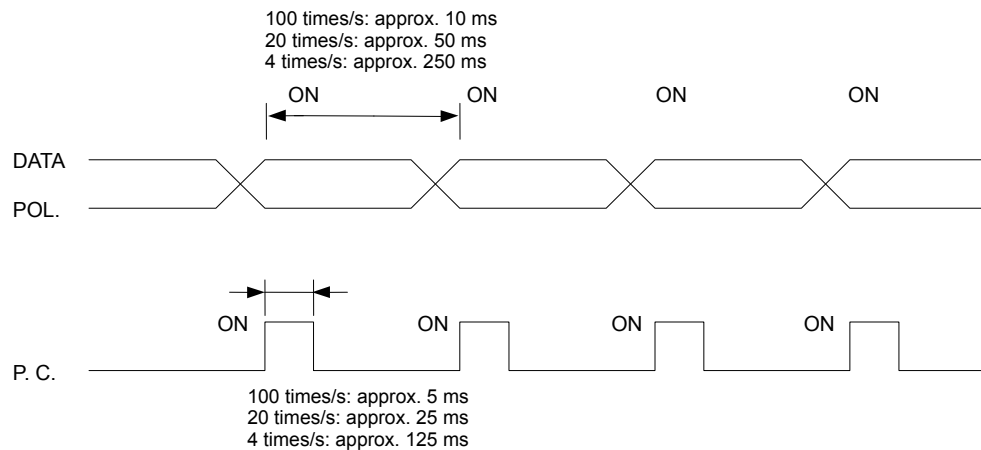 100 times/s: approx. 10 ms
20 times/s: approx. 50 ms
4 times/s: approx. 250 ms
ON ON ON ON
DATA
POL.
ON ON ON ON
P. C.
100 times/s: approx. 5 ms
20 times/s: approx. 25 ms
4 times/s: approx. 125 ms